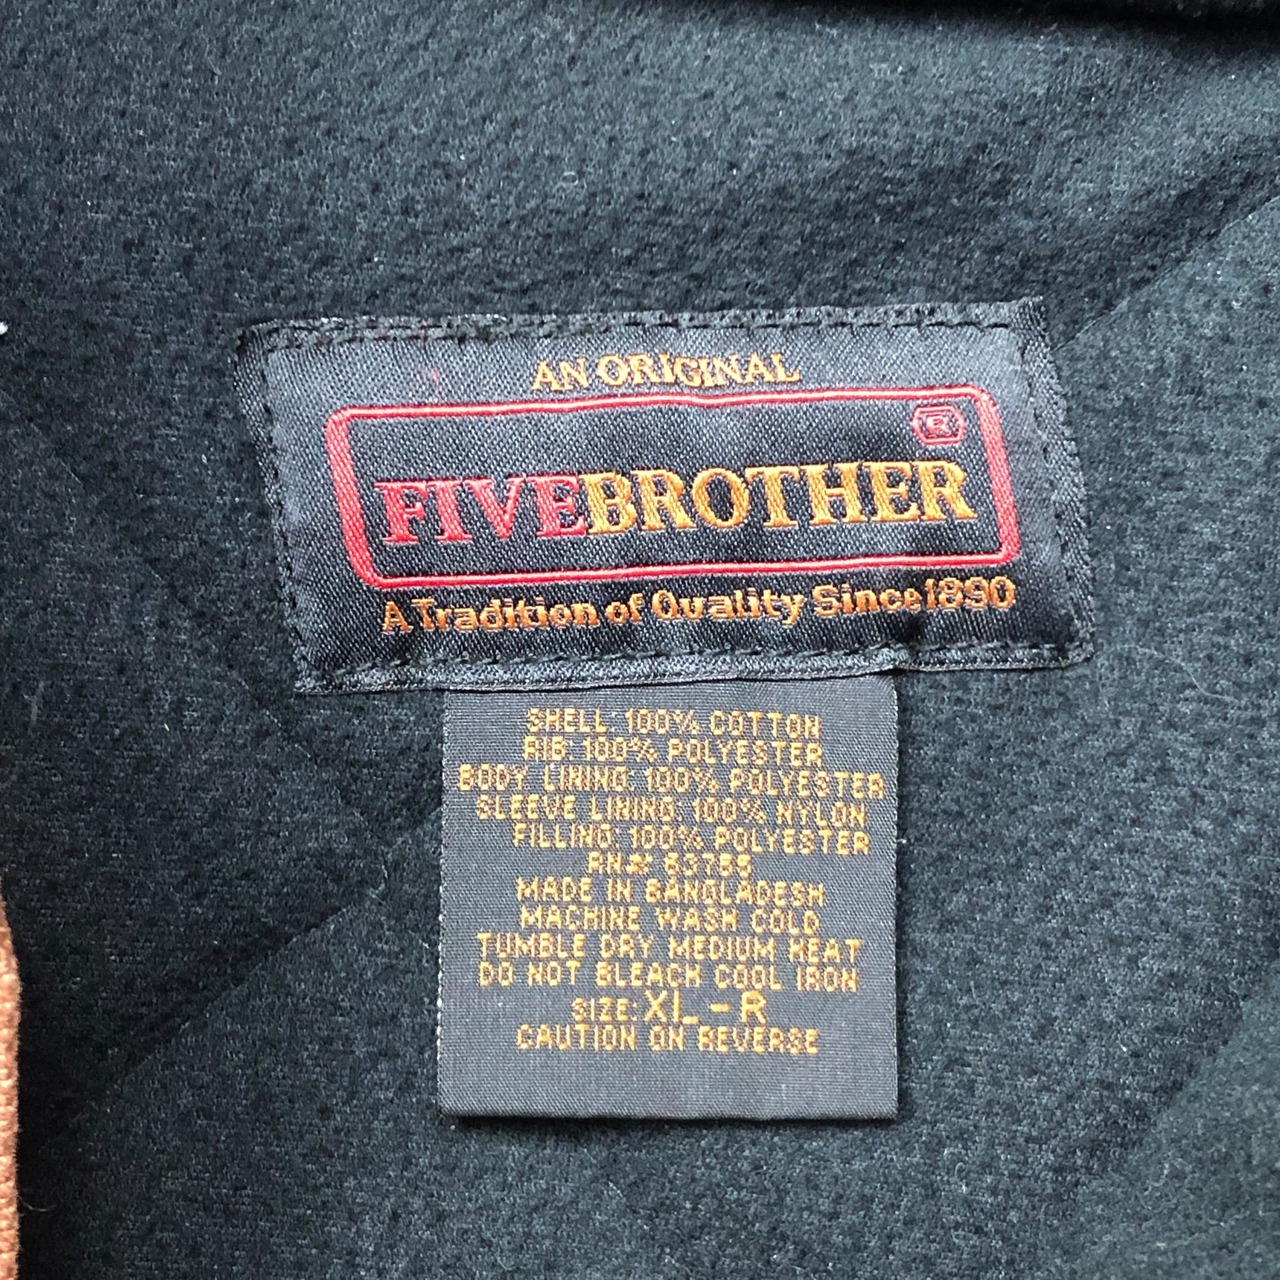 AN ORIGINAL
®
FIVEBROTHER
A Tradition of Quality Since 1890
SHELL: 100% COTTON
RIB: 100% POLYESTER
BODY LINING: 100% POLYESTER
SLEEVE LINING: 100% NYLON
FILLING: 100% POLYESTER
RN#: 53755
MADE IN BANGLADESH
MACHINE WASH COLD
TUMBLE DRY MEDIUM HEAT
DO NOT BLEACH COOL IRON
SIZE: XL-R
CAUTION ON REVERSE